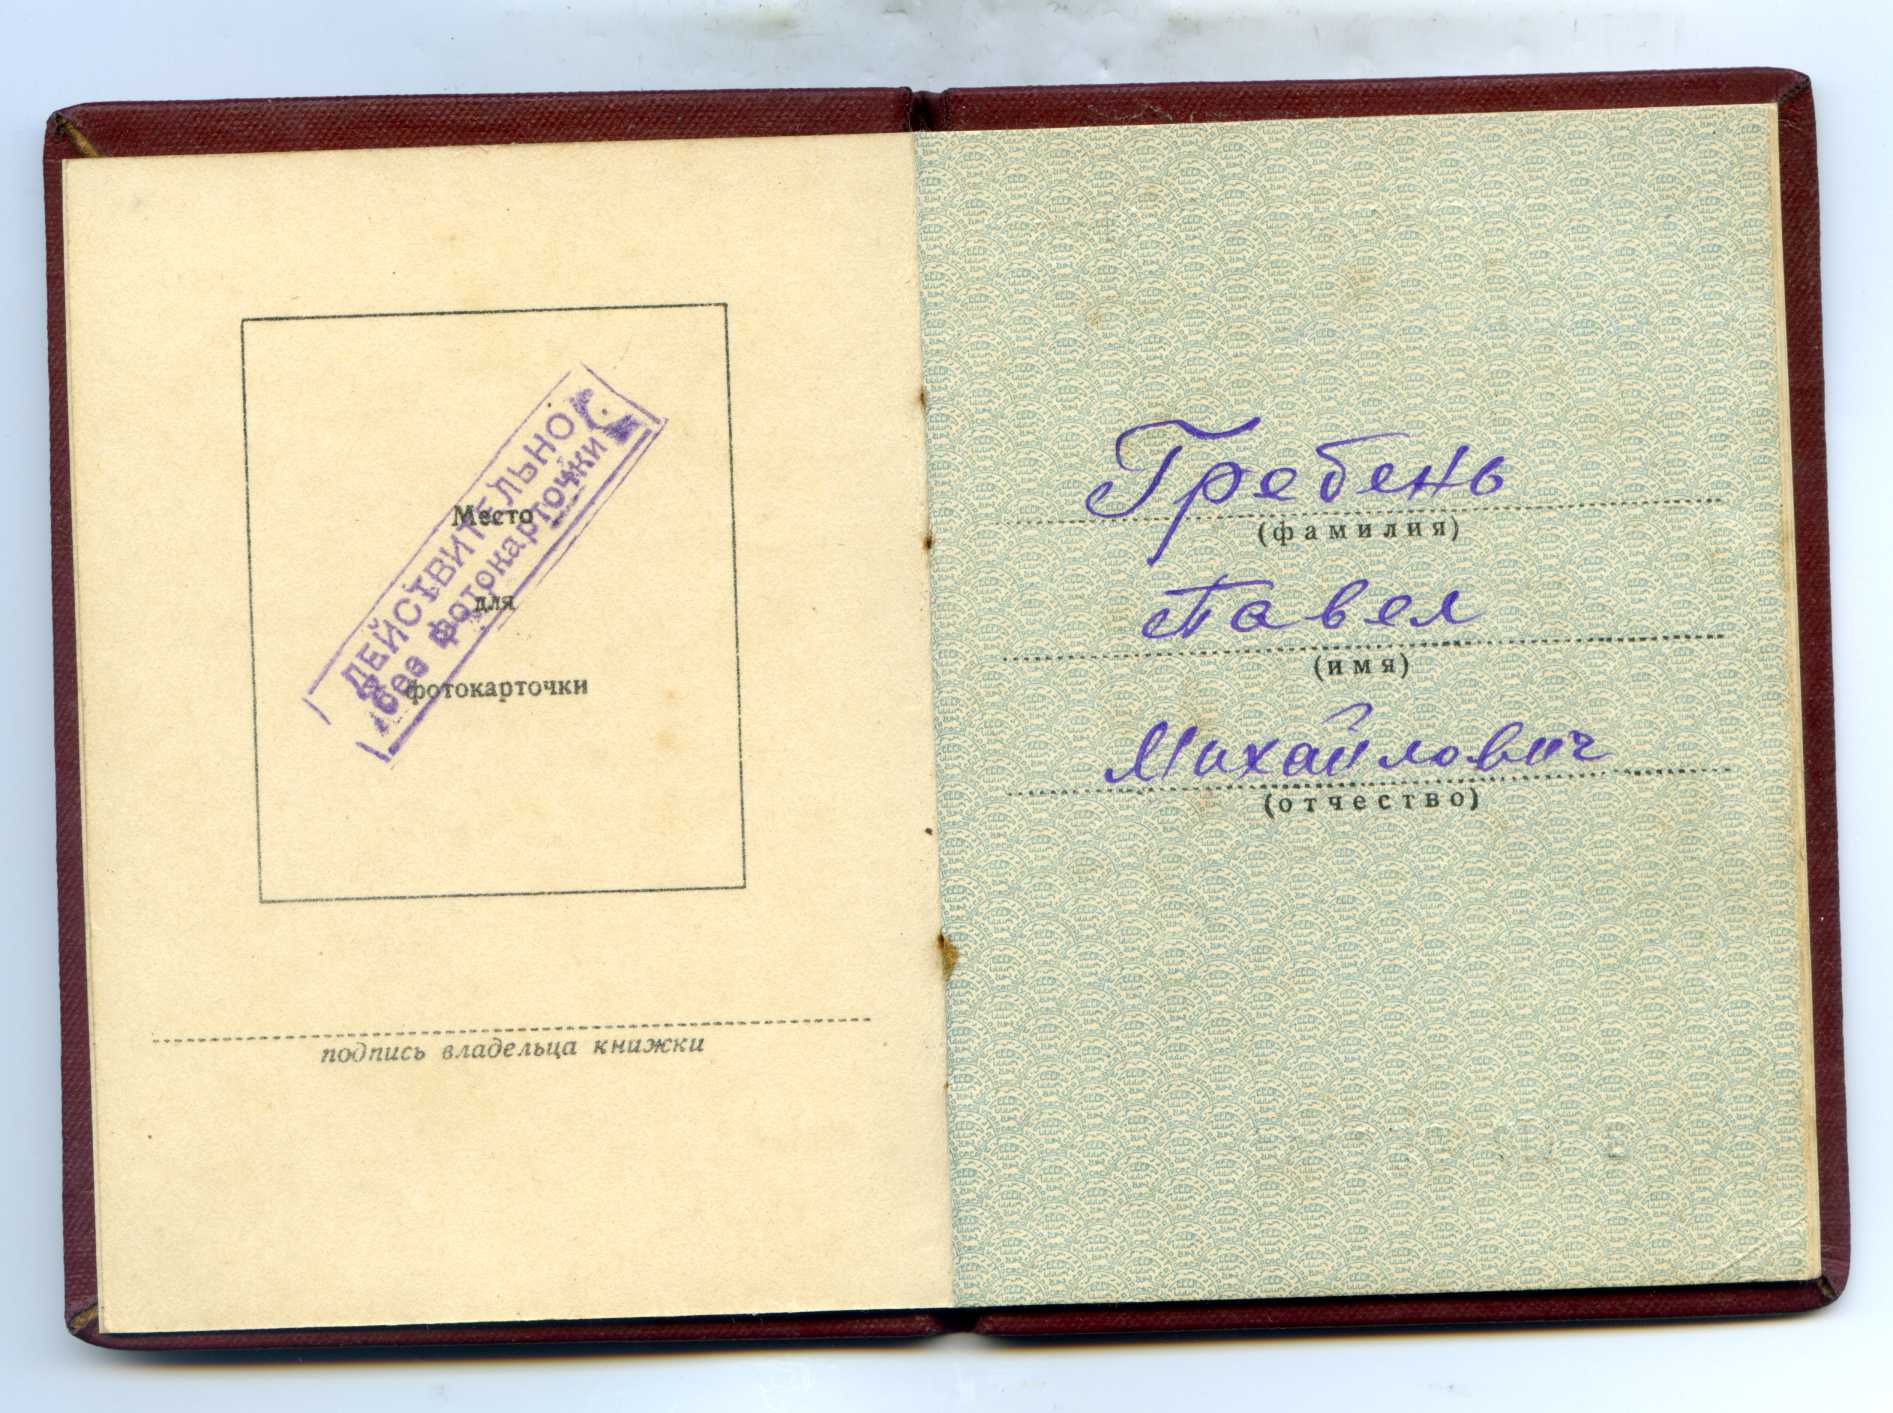 ДЕЙСТВИТЕЛЬНО
без фотокарточки
Место
для
фотокарточки
подпись владельца книжки
Гребень
(фамилия)
Павел
(имя)
Михайлович
(отчество)